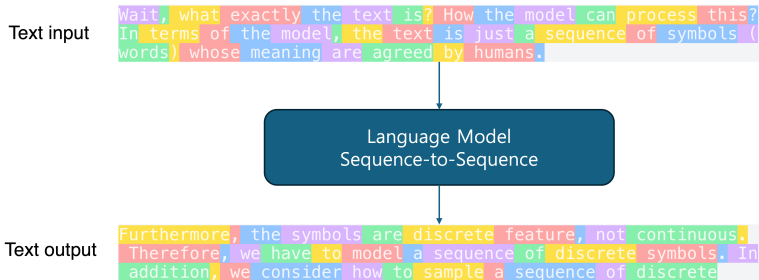 Text input
Wait, what exactly the text is? How the model can process this?
In terms of the model, the text is just a sequence of symbols (
words) whose meaning are agreed by humans.
Language Model
Sequence-to-Sequence
Text output
Furthermore, the symbols are discrete feature, not continuous.
Therefore, we have to model a sequence of discrete symbols. In
addition, we consider how to sample a sequence of discrete